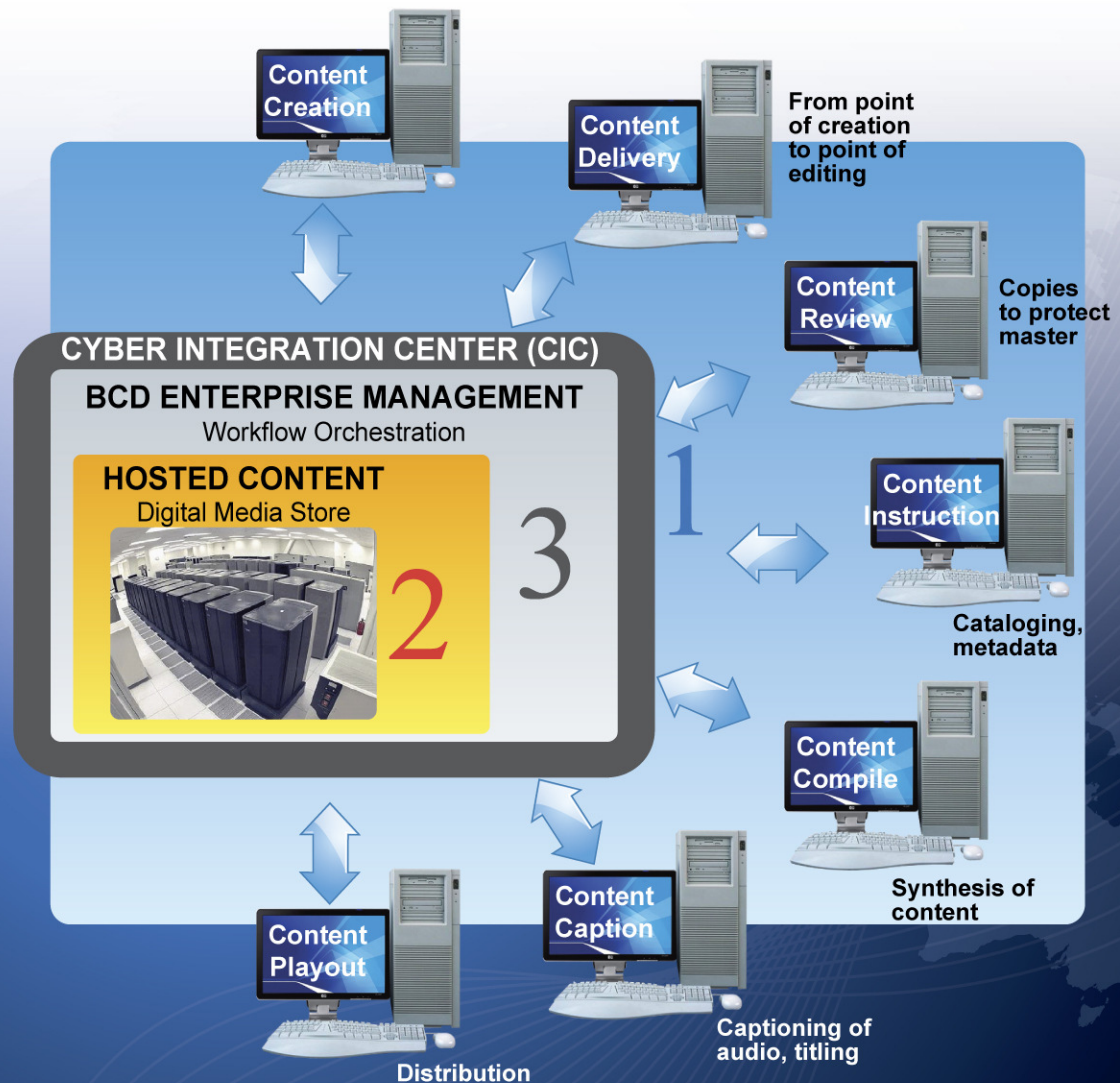 Content
Creation
Content
Delivery
From point
of creation
to point of
editing
Content
Review
Copies
to protect
master
CYBER INTEGRATION CENTER (CIC)
BCD ENTERPRISE MANAGEMENT
Workflow Orchestration
HOSTED CONTENT
Digital Media Store
2
3
1
Content
Instruction
Cataloging,
metadata
Content
Compile
Synthesis of
content
Content
Caption
Captioning of
audio, titling
Content
Playout
Distribution